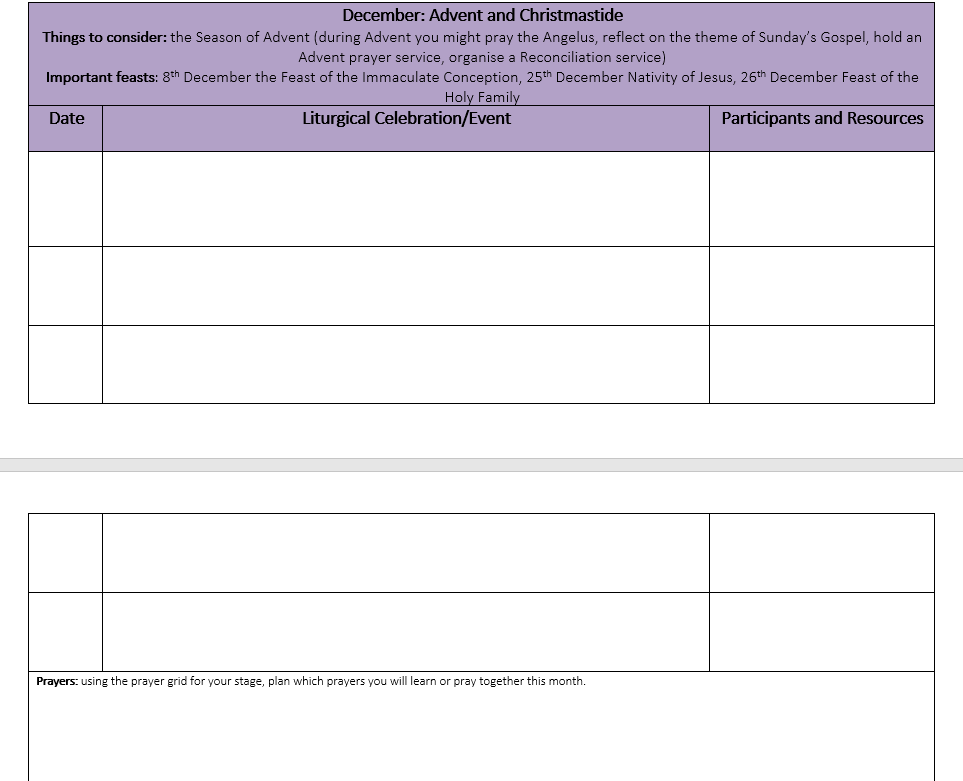 December: Advent and Christmastide
Things to consider: the Season of Advent (during Advent you might pray the Angelus, reflect on the theme of Sunday’s Gospel, hold an
Advent prayer service, organise a Reconciliation service)
Important feasts: 8th December the Feast of the Immaculate Conception, 25th December Nativity of Jesus, 26th December Feast of the
Holy Family
Date Liturgical Celebration/Event Participants and Resources
Prayers: using the prayer grid for your stage, plan which prayers you will learn or pray together this month.